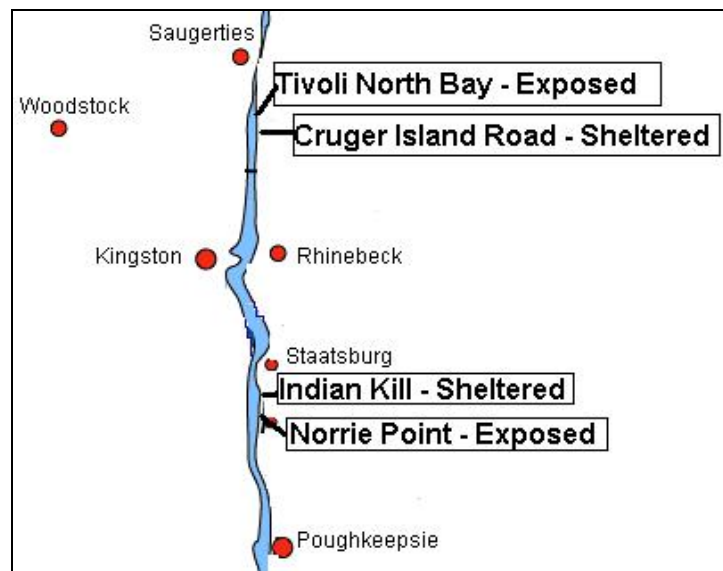 Saugerties
Tivoli North Bay - Exposed
Woodstock
Cruger Island Road - Sheltered
Kingston
Rhinebeck
Staatsburg
Indian Kill - Sheltered
Norrie Point - Exposed
Poughkeepsie